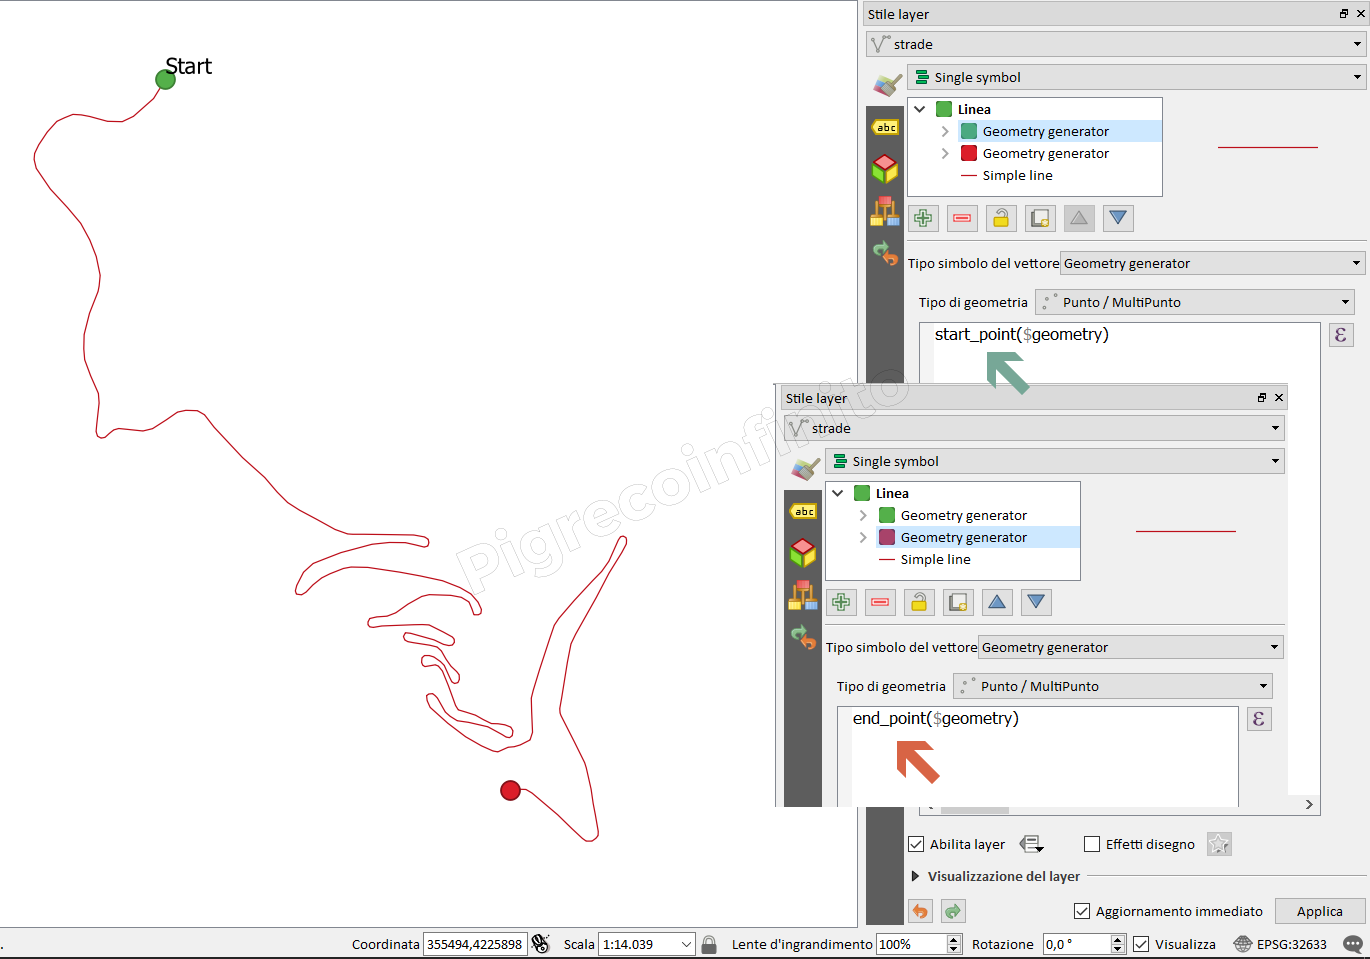 Start
Stile layer
strade
Single symbol
Linea
Geometry generator
Geometry generator
Simple line
abc
Tipo simbolo del vettore Geometry generator
Tipo di geometria Punto / MultiPunto
start_point($geometry)
ε
Stile layer
strade
Single symbol
Linea
Geometry generator
Geometry generator
Simple line
abc
Tipo simbolo del vettore Geometry generator
Tipo di geometria Punto / MultiPunto
end_point($geometry)
ε
Pigrecoinfinito
Abilita layer Effetti disegno
Visualizzazione del layer
Aggiornamento immediato Applica
Coordinata 355494,4225898 Scala 1:14.039 Lente d'ingrandimento 100% Rotazione 0,0 ° Visualizza EPSG:32633